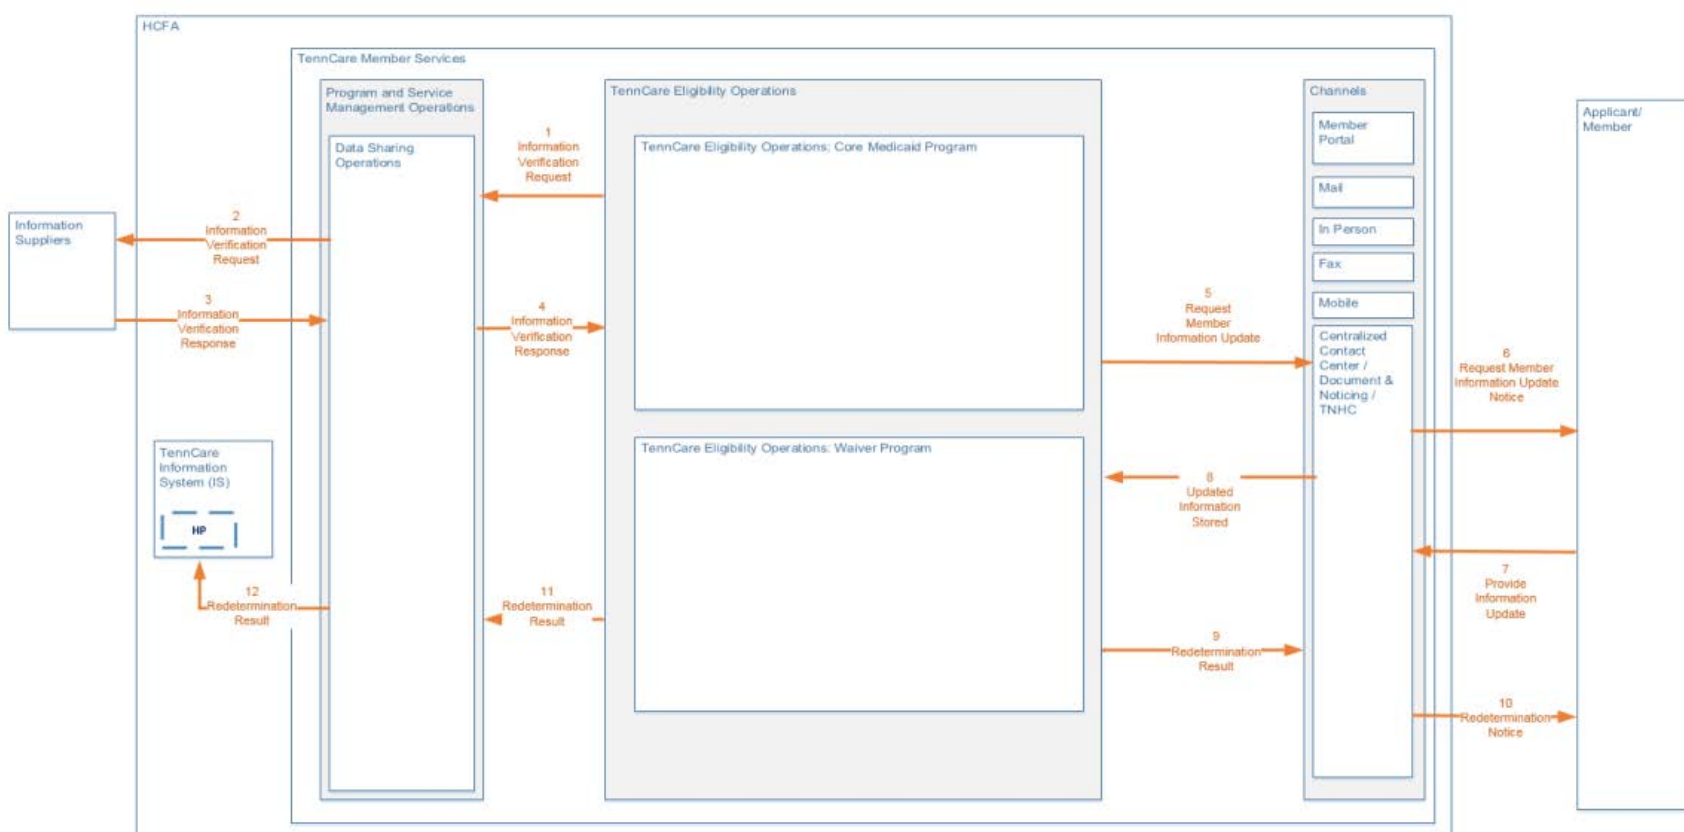 HCFA
TennCare Member Services
Program and Service
Management Operations
Data Sharing
Operations
TennCare Eligibility Operations
TennCare Eligibility Operations: Core Medicaid Program
TennCare Eligibility Operations: Waiver Program
Channels
Member
Portal
Mail
In Person
Fax
Mobile
Centralized
Contact
Center /
Document &
Noticing /
TNHC
Applicant/
Member
Information
Suppliers
TennCare
Information
System (IS)
HP
1
Information
Verification
Request
2
Information
Verification
Request
3
Information
Verification
Response
4
Information
Verification
Response
5
Request
Member
Information Update
6
Request Member
Information Update
Notice
7
Provide
Information
Update
8
Updated
Information
Stored
9
Redetermination
Result
10
Redetermination
Notice
11
Redetermination
Result
12
Redetermination
Result